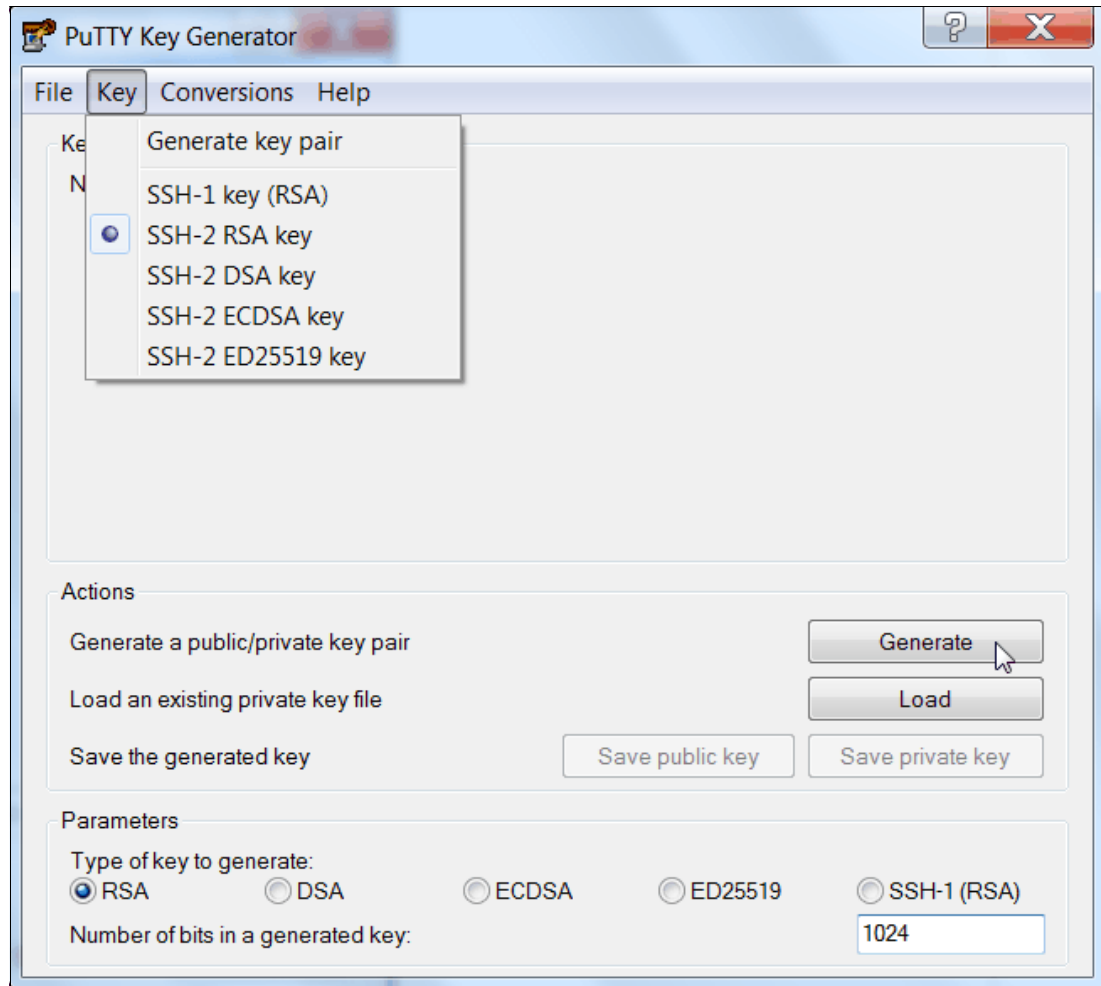 PuTTY Key Generator
File Key Conversions Help
Ke
Generate key pair
N
SSH-1 key (RSA)
SSH-2 RSA key
SSH-2 DSA key
SSH-2 ECDSA key
SSH-2 ED25519 key
Actions
Generate a public/private key pair
Generate
Load an existing private key file
Load
Save the generated key
Save public key
Save private key
Parameters
Type of key to generate:
RSA DSA ECDSA ED25519 SSH-1 (RSA)
Number of bits in a generated key:
1024